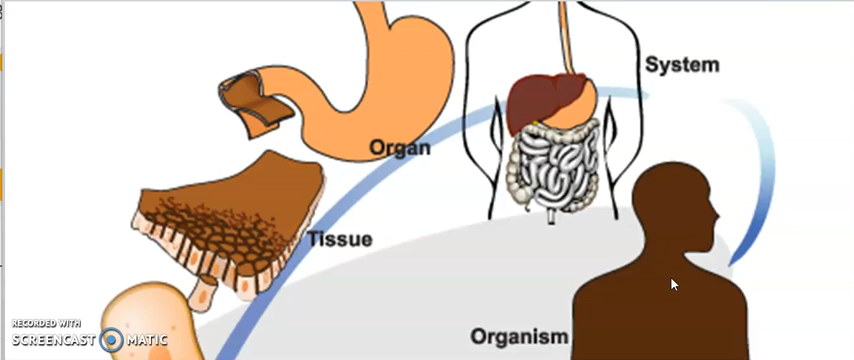 System
Organ
Tissue
Organism
RECORDED WITH
SCREENCAST MATIC